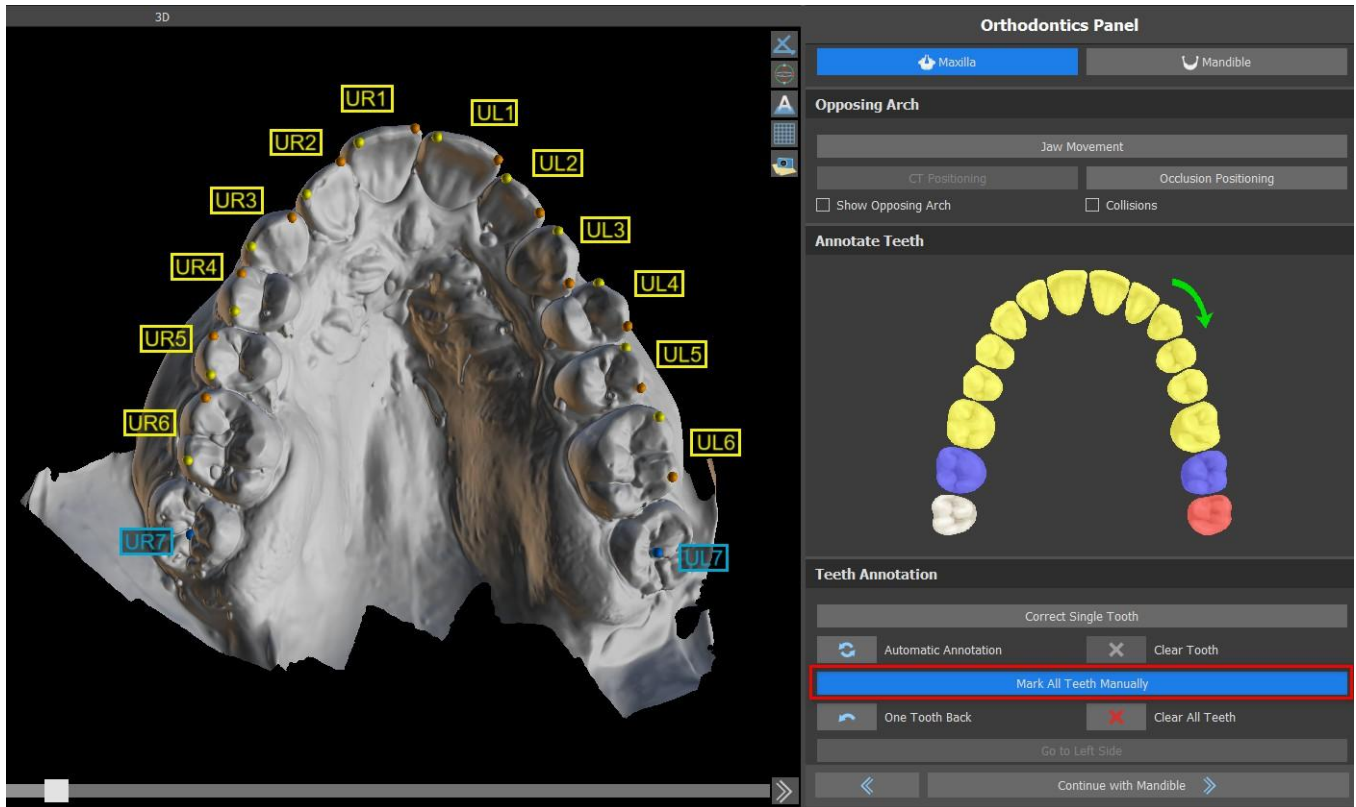 3D
UR1
UL1
UR2
UL2
UR3
UL3
UR4
UL4
UR5
UL5
UR6
UL6
UR7
UL7
Orthodontics Panel
Maxilla
Mandible
Opposing Arch
Jaw Movement
CT Positioning
Occlusion Positioning
Show Opposing Arch
Collisions
Annotate Teeth
Teeth Annotation
Correct Single Tooth
Automatic Annotation
Clear Tooth
Mark All Teeth Manually
One Tooth Back
Clear All Teeth
Go to Left Side
Continue with Mandible